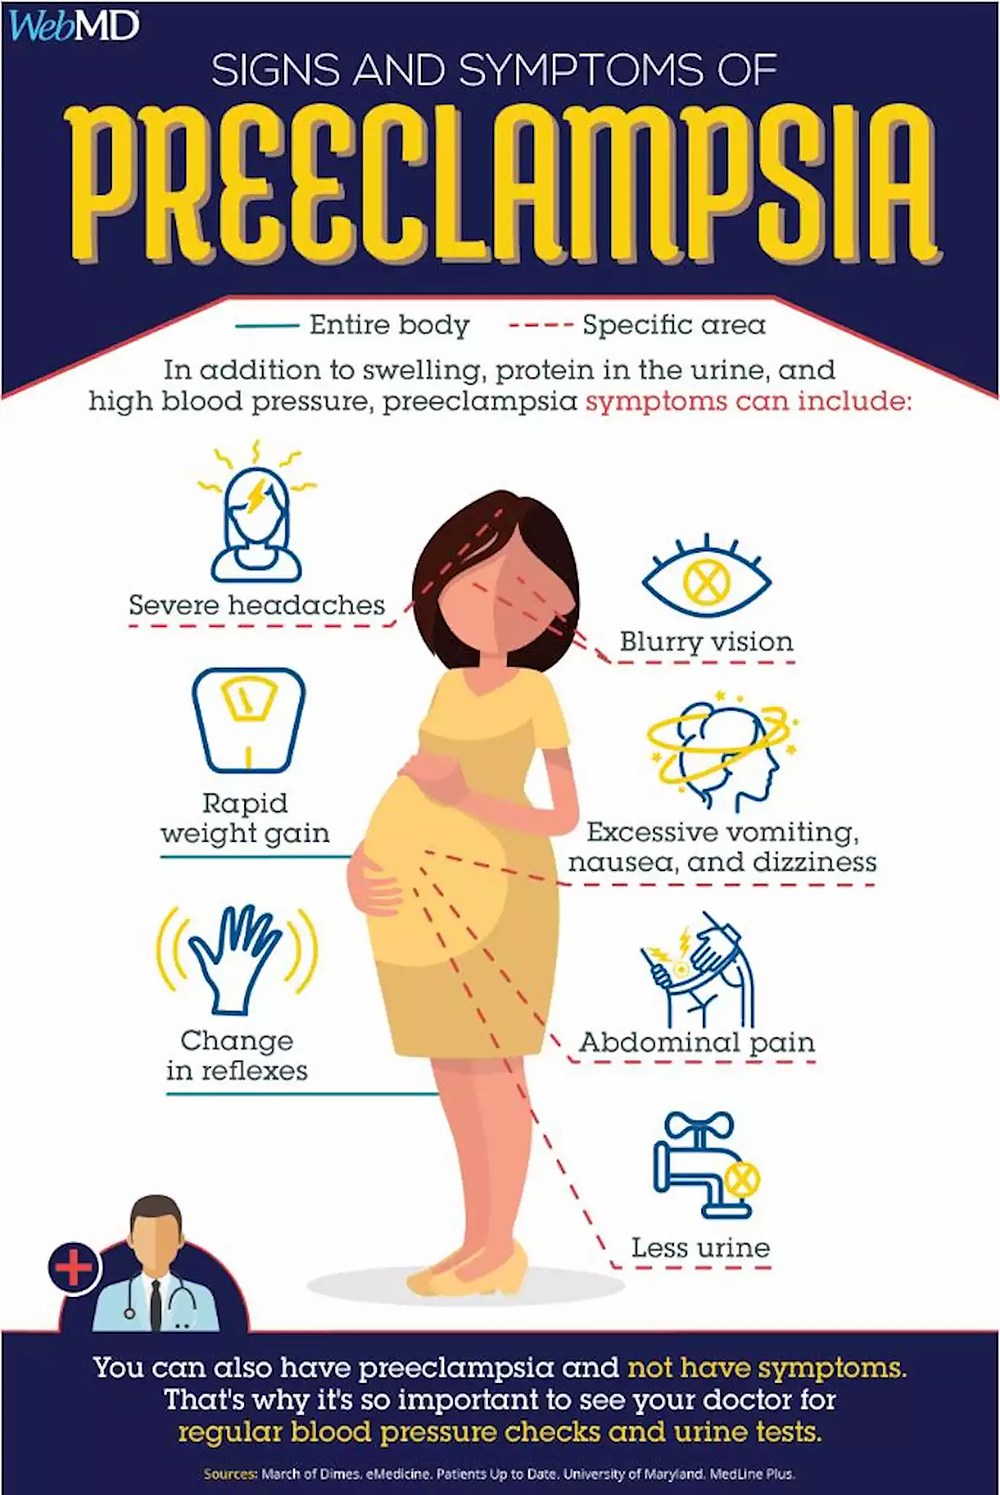 WebMD
SIGNS AND SYMPTOMS OF
PREECLAMPSIA
Entire body
Specific area
In addition to swelling, protein in the urine, and
high blood pressure, preeclampsia symptoms can include:
Severe headaches
Blurry vision
Rapid
weight gain
Excessive vomiting,
nausea, and dizziness
Change
in reflexes
Abdominal pain
Less urine
You can also have preeclampsia and not have symptoms.
That's why it's so important to see your doctor for
regular blood pressure checks and urine tests.
Sources: March of Dimes. eMedicine. Patients Up to Date. University of Maryland. MedLine Plus.